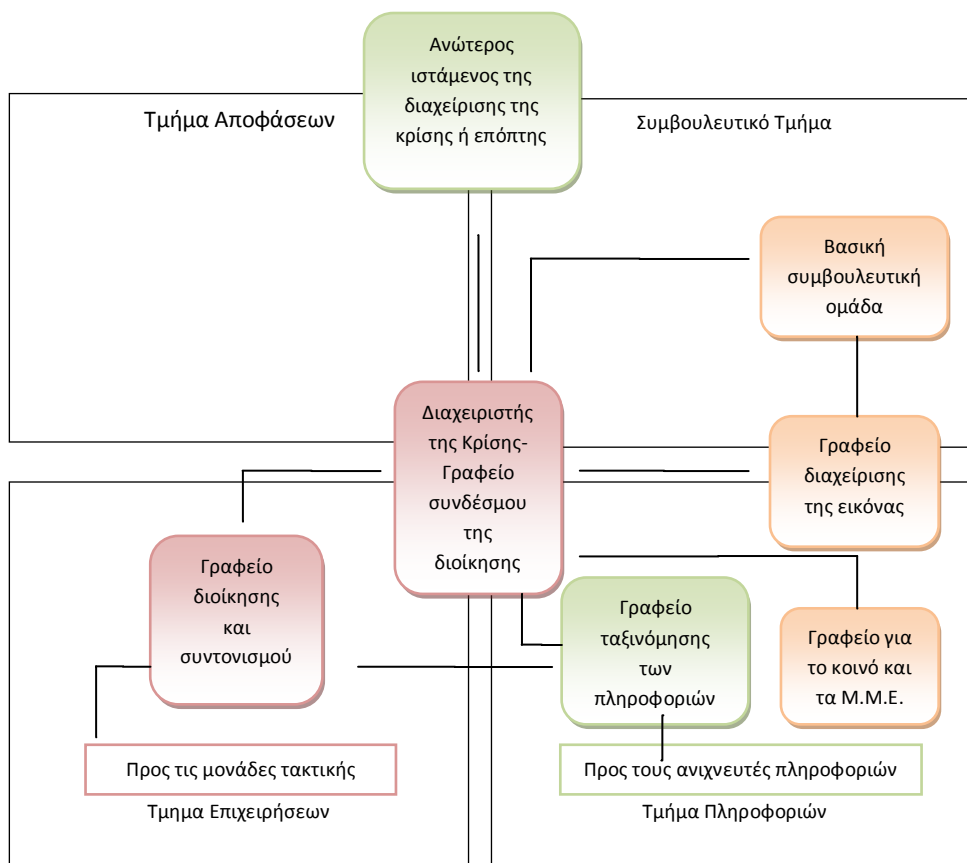 Ανώτερος
ιστάμενος της
διαχείρισης της
κρίσης ή επόπτης
Τμήμα Αποφάσεων
Συμβουλευτικό Τμήμα
Βασική
συμβουλευτική
ομάδα
Διαχειριστής
της Κρίσης-
Γραφείο
συνδέσμου
της
διοίκησης
Γραφείο
διαχείρισης
της εικόνας
Γραφείο
διοίκησης
και
συντονισμού
Γραφείο
ταξινόμησης
των
πληροφοριών
Γραφείο για
το κοινό και
τα Μ.Μ.Ε.
Προς τις μονάδες τακτικής
Προς τους ανιχνευτές πληροφοριών
Τμημα Επιχειρήσεων
Τμήμα Πληροφοριών